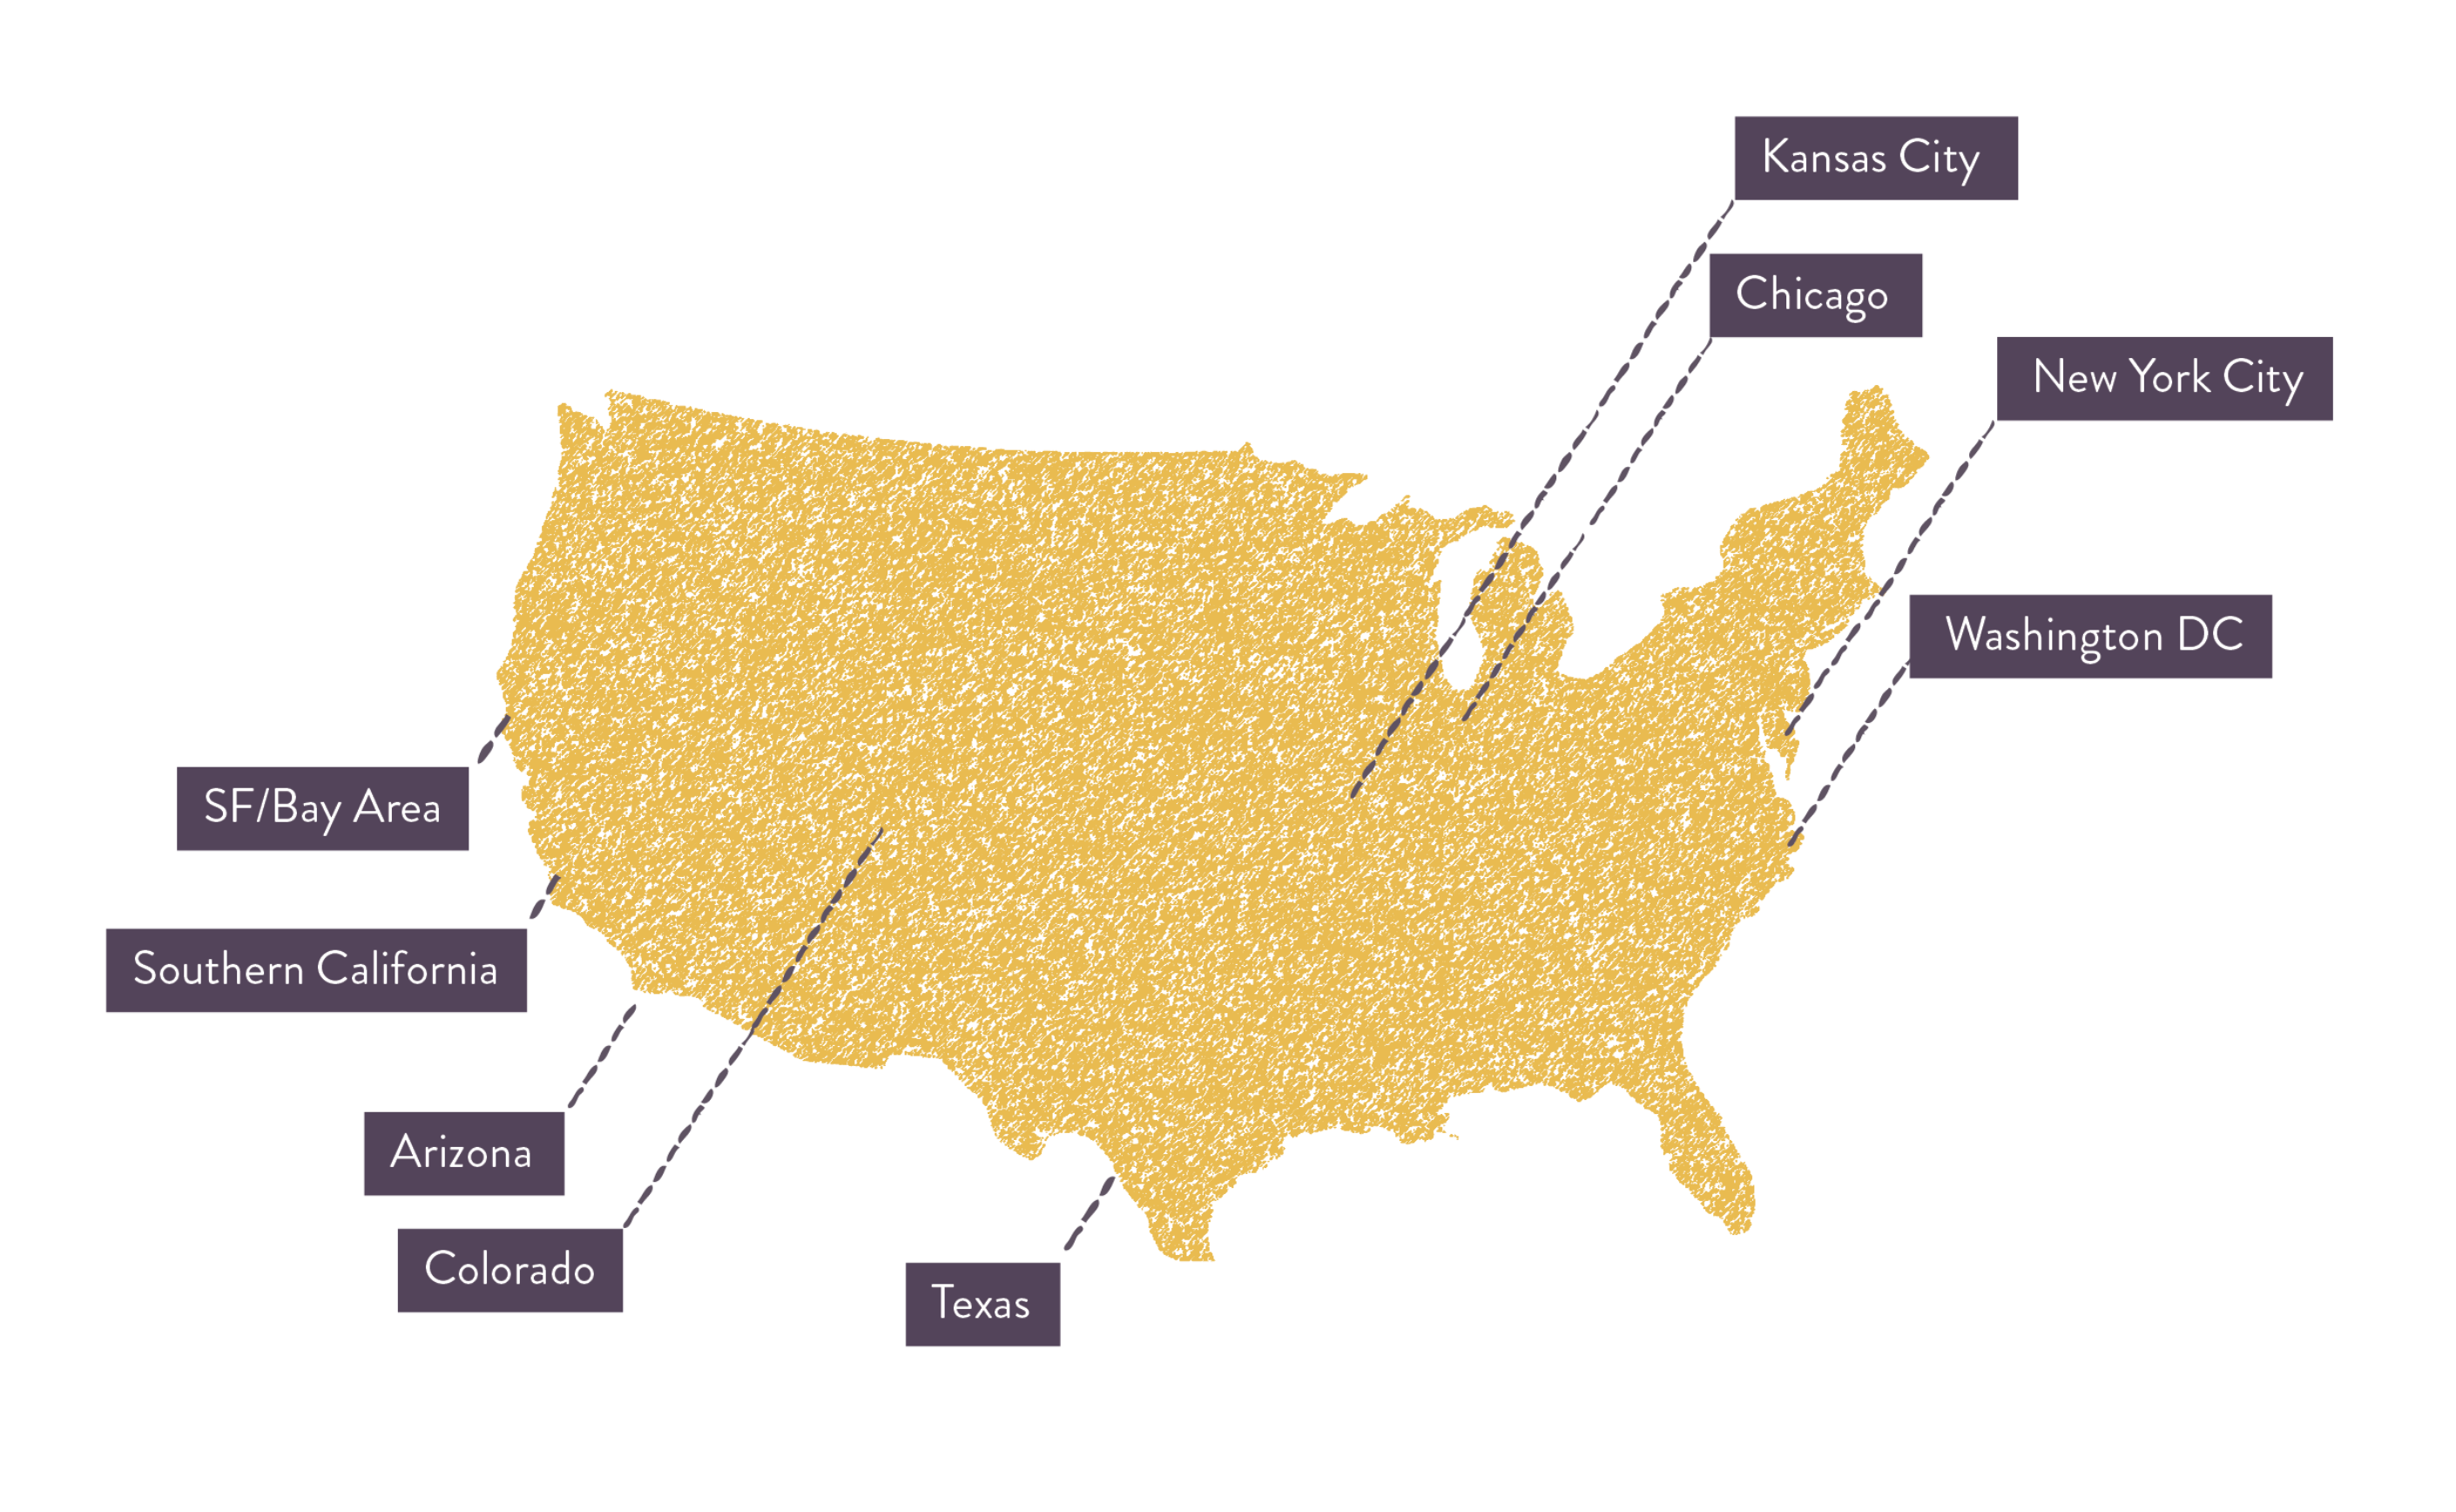 Kansas City
Chicago
New York City
Washington DC
SF/Bay Area
Southern California
Arizona
Colorado
Texas